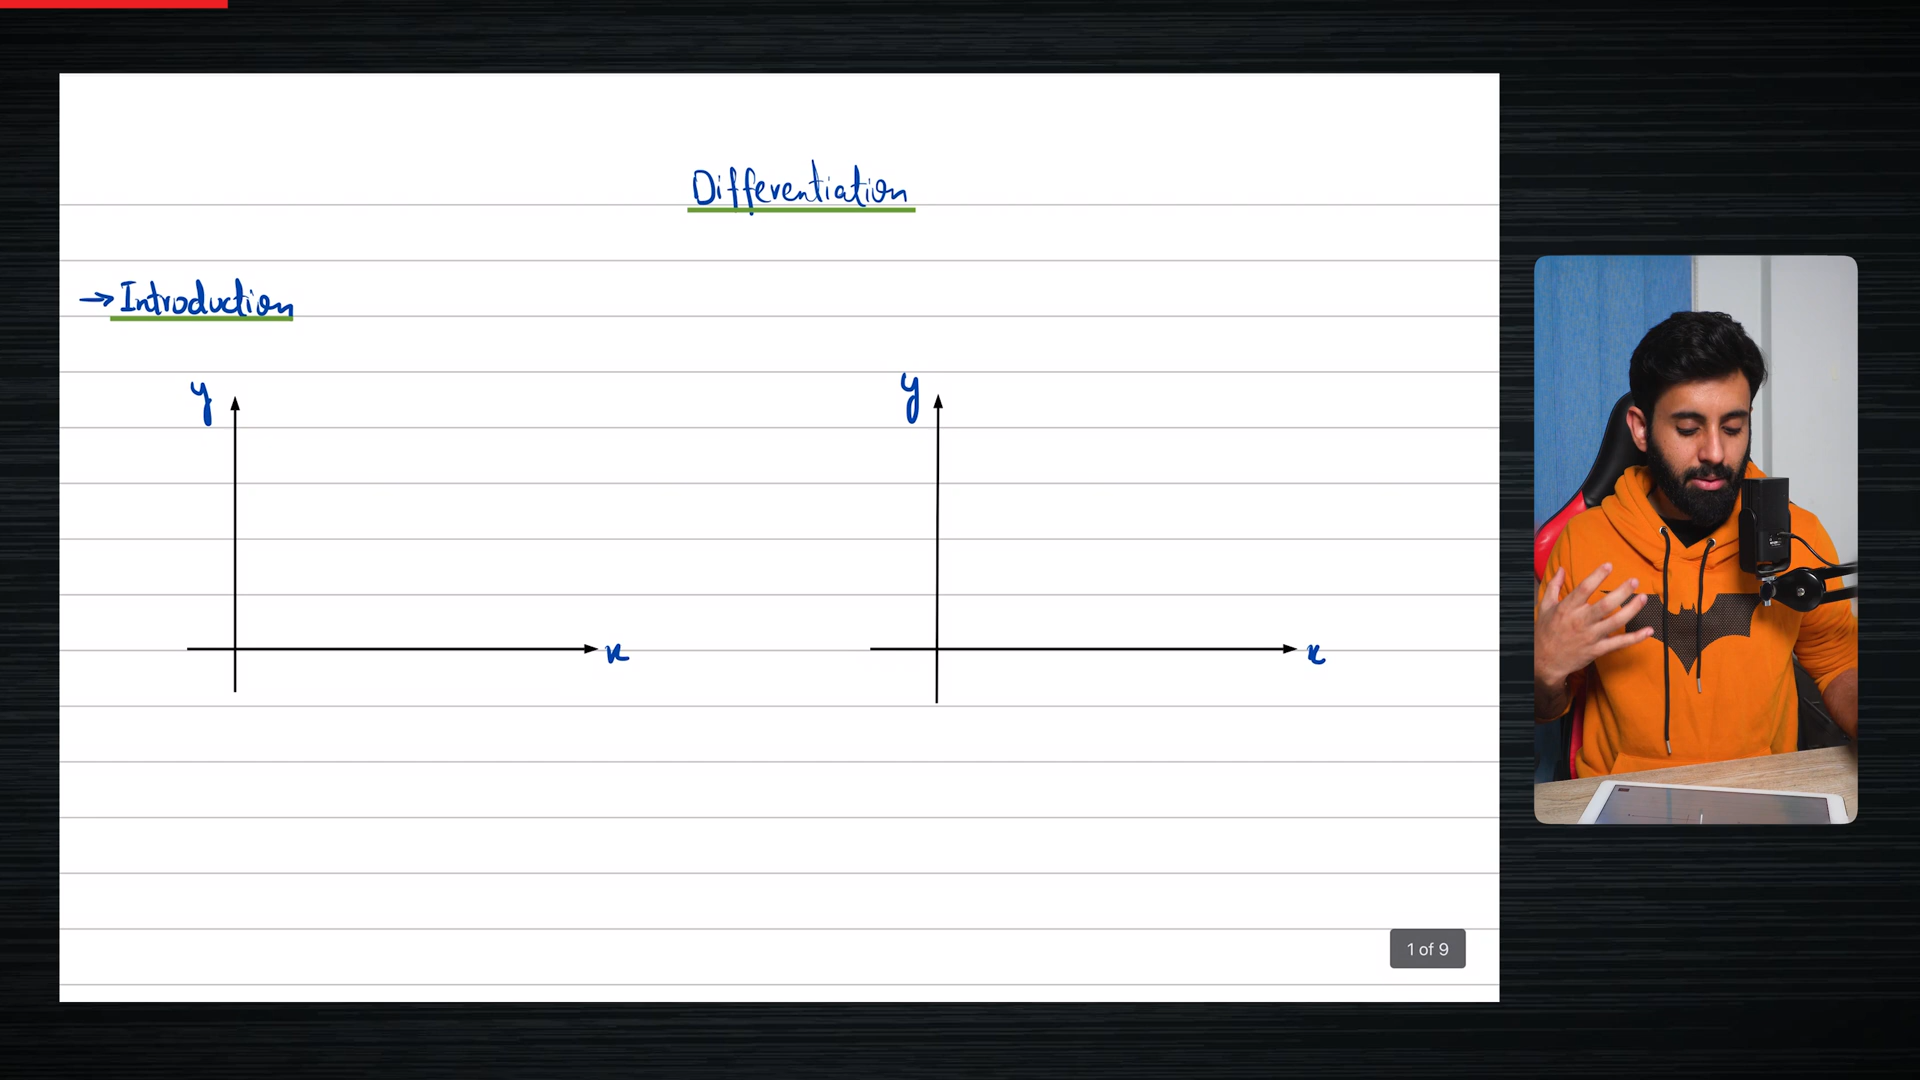 Differentiation
→ Introduction
y
y
x
x
1 of 9